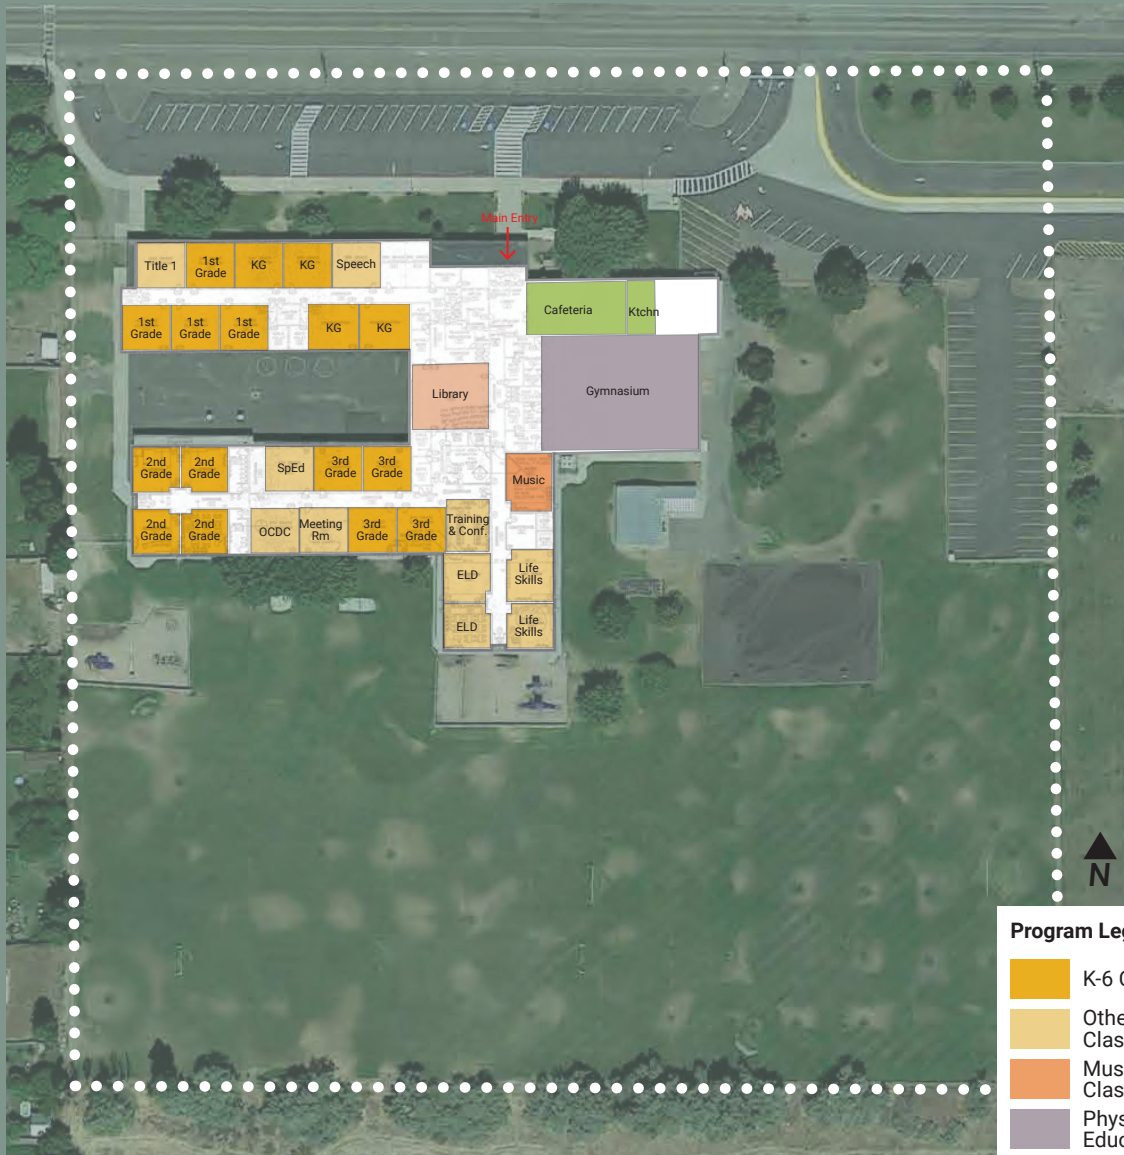 Main Entry
Title 1
1st
Grade
KG
KG
Speech
1st
Grade
1st
Grade
1st
Grade
KG
KG
Cafeteria
Ktchn
Library
Gymnasium
2nd
Grade
2nd
Grade
SpEd
3rd
Grade
3rd
Grade
Music
2nd
Grade
2nd
Grade
OCDC
Meeting
Rm
3rd
Grade
3rd
Grade
Training
& Conf.
ELD
Life
Skills
ELD
Life
Skills
N
Program Leg
K-6 C
Othe
Clas
Mus
Clas
Phys
Educ